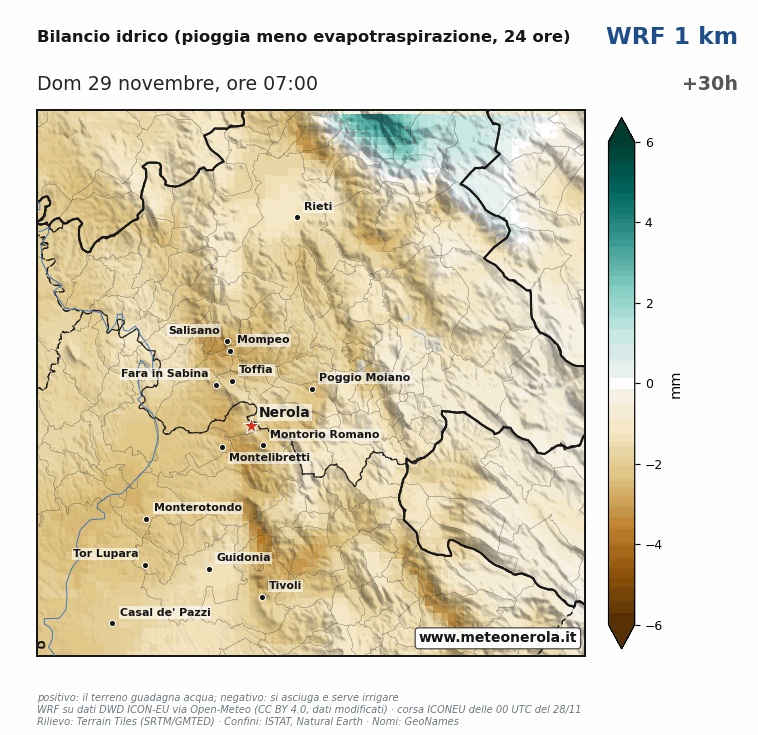 Bilancio idrico (pioggia meno evapotraspirazione, 24 ore)
WRF 1 km
Dom 29 novembre, ore 07:00
+30h
Rieti
Salisano
Mompeo
Fara in Sabina
Toffia
Poggio Moiano
Nerola
Montorio Romano
Montelibretti
Monterotondo
Tor Lupara
Guidonia
Tivoli
Casal de' Pazzi
www.meteonerola.it
6
4
2
0
−2
−4
−6
mm
positivo: il terreno guadagna acqua; negativo: si asciuga e serve irrigare
WRF su dati DWD ICON-EU via Open-Meteo (CC BY 4.0, dati modificati) · corsa ICONEU delle 00 UTC del 28/11
Rilievo: Terrain Tiles (SRTM/GMTED) · Confini: ISTAT, Natural Earth · Nomi: GeoNames